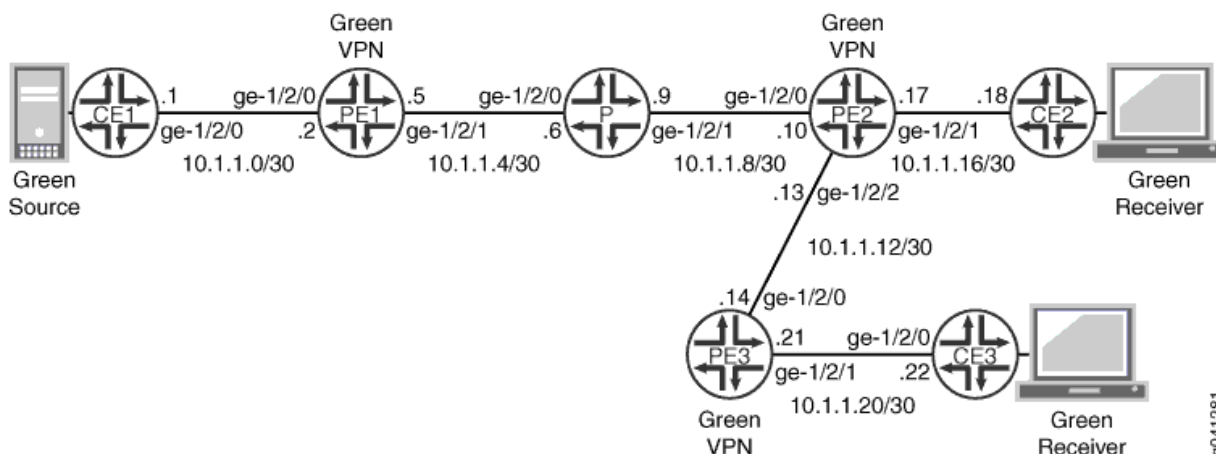 Green
VPN
Green
VPN
.1
ge-1/2/0
.5
ge-1/2/0
.9
ge-1/2/0
.17
.18
CE1
PE1
P
PE2
CE2
ge-1/2/0
.2
ge-1/2/1
.6
ge-1/2/1
.10
ge-1/2/1
10.1.1.0/30
10.1.1.4/30
10.1.1.8/30
10.1.1.16/30
Green
Source
Green
Receiver
.13
ge-1/2/2
10.1.1.12/30
.14
ge-1/2/0
.21
ge-1/2/0
PE3
CE3
ge-1/2/1
.22
10.1.1.20/30
Green
VPN
Green
Receiver
g041281